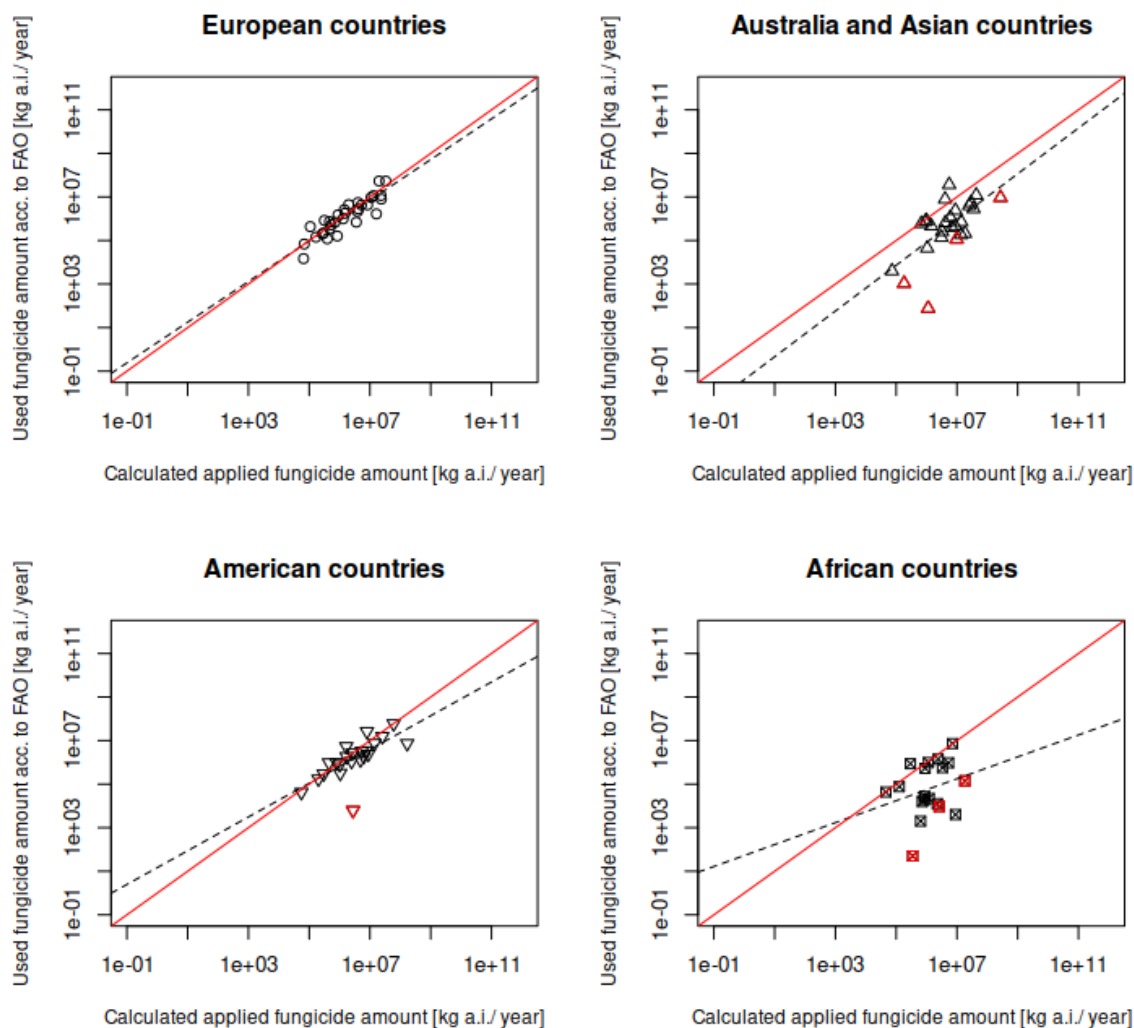 European countries
Used fungicide amount acc. to FAO [kg a.i./ year]
1e+11
1e+07
1e+03
1e-01
1e-01
1e+03
1e+07
1e+11
Calculated applied fungicide amount [kg a.i./ year]
Australia and Asian countries
Used fungicide amount acc. to FAO [kg a.i./ year]
1e+11
1e+07
1e+03
1e-01
1e-01
1e+03
1e+07
1e+11
Calculated applied fungicide amount [kg a.i./ year]
American countries
Used fungicide amount acc. to FAO [kg a.i./ year]
1e+11
1e+07
1e+03
1e-01
1e-01
1e+03
1e+07
1e+11
Calculated applied fungicide amount [kg a.i./ year]
African countries
Used fungicide amount acc. to FAO [kg a.i./ year]
1e+11
1e+07
1e+03
1e-01
1e-01
1e+03
1e+07
1e+11
Calculated applied fungicide amount [kg a.i./ year]